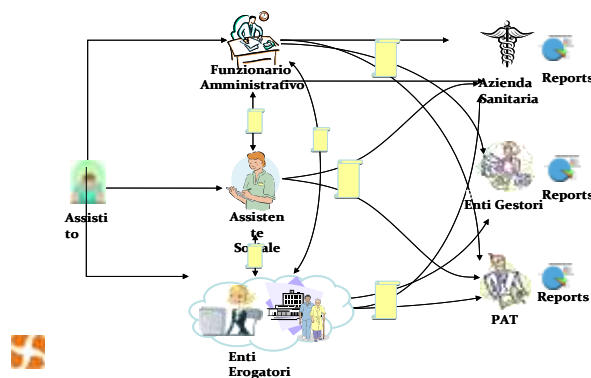 Funzionario
Amministrativo
Azienda
Sanitaria
Reports
Assisti
to
Assisten
te
Sociale
Enti Gestori
Reports
Enti
Erogatori
PAT
Reports